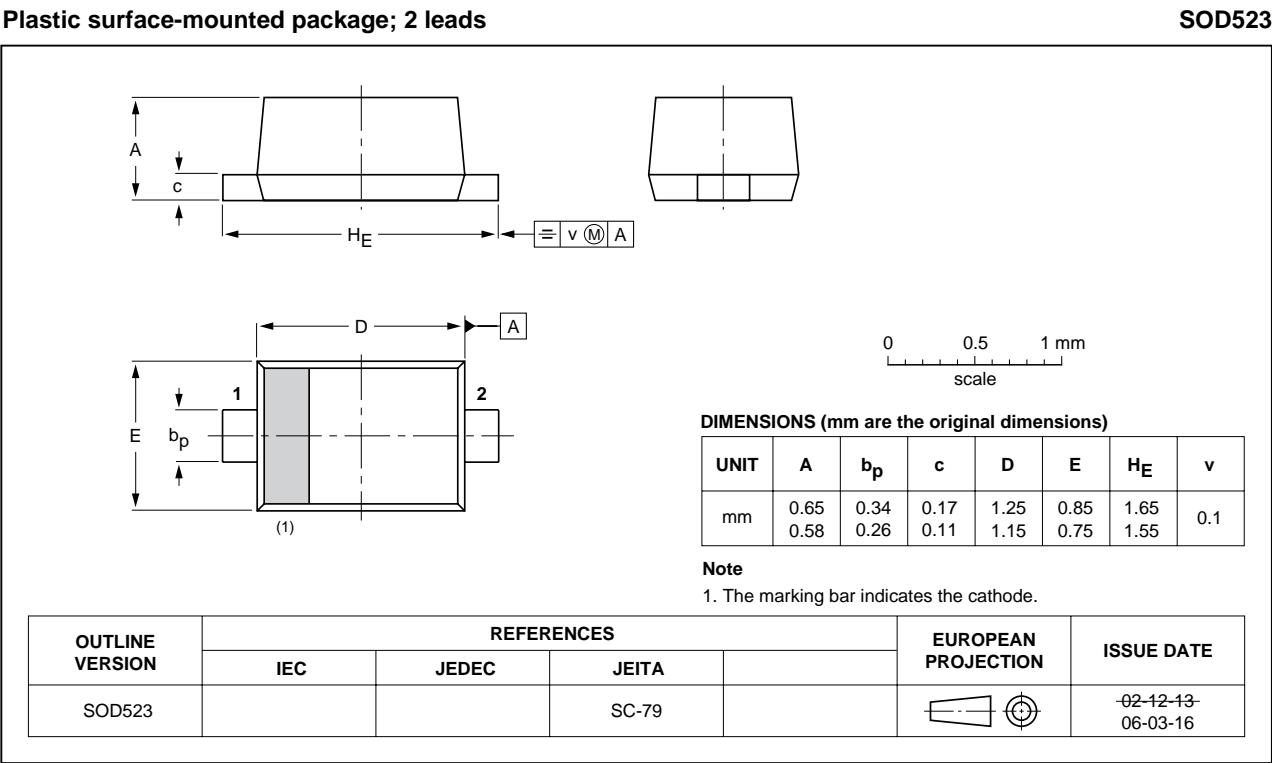 Plastic surface-mounted package; 2 leads SOD523
A
c
HE
= v Ⓜ A
D
A
1
2
E
bp
(1)
0 0.5 1 mm
scale
DIMENSIONS (mm are the original dimensions)
UNIT A bp c D E HE v
mm 0.65 0.34 0.17 1.25 0.85 1.65 0.1
0.58 0.26 0.11 1.15 0.75 1.55
Note
1. The marking bar indicates the cathode.
OUTLINE VERSION REFERENCES EUROPEAN PROJECTION ISSUE DATE
IEC JEDEC JEITA
SOD523 SC-79 02-12-13
06-03-16